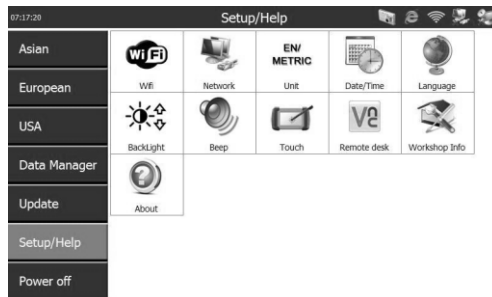 07:17:20 Setup/Help
Asian
European
USA
Data Manager
Update
Setup/Help
Power off
WiFi
EN/
METRIC
Wifi Network Unit Date/Time Language
V2
BackLight Beep Touch Remote desk Workshop Info
?
About